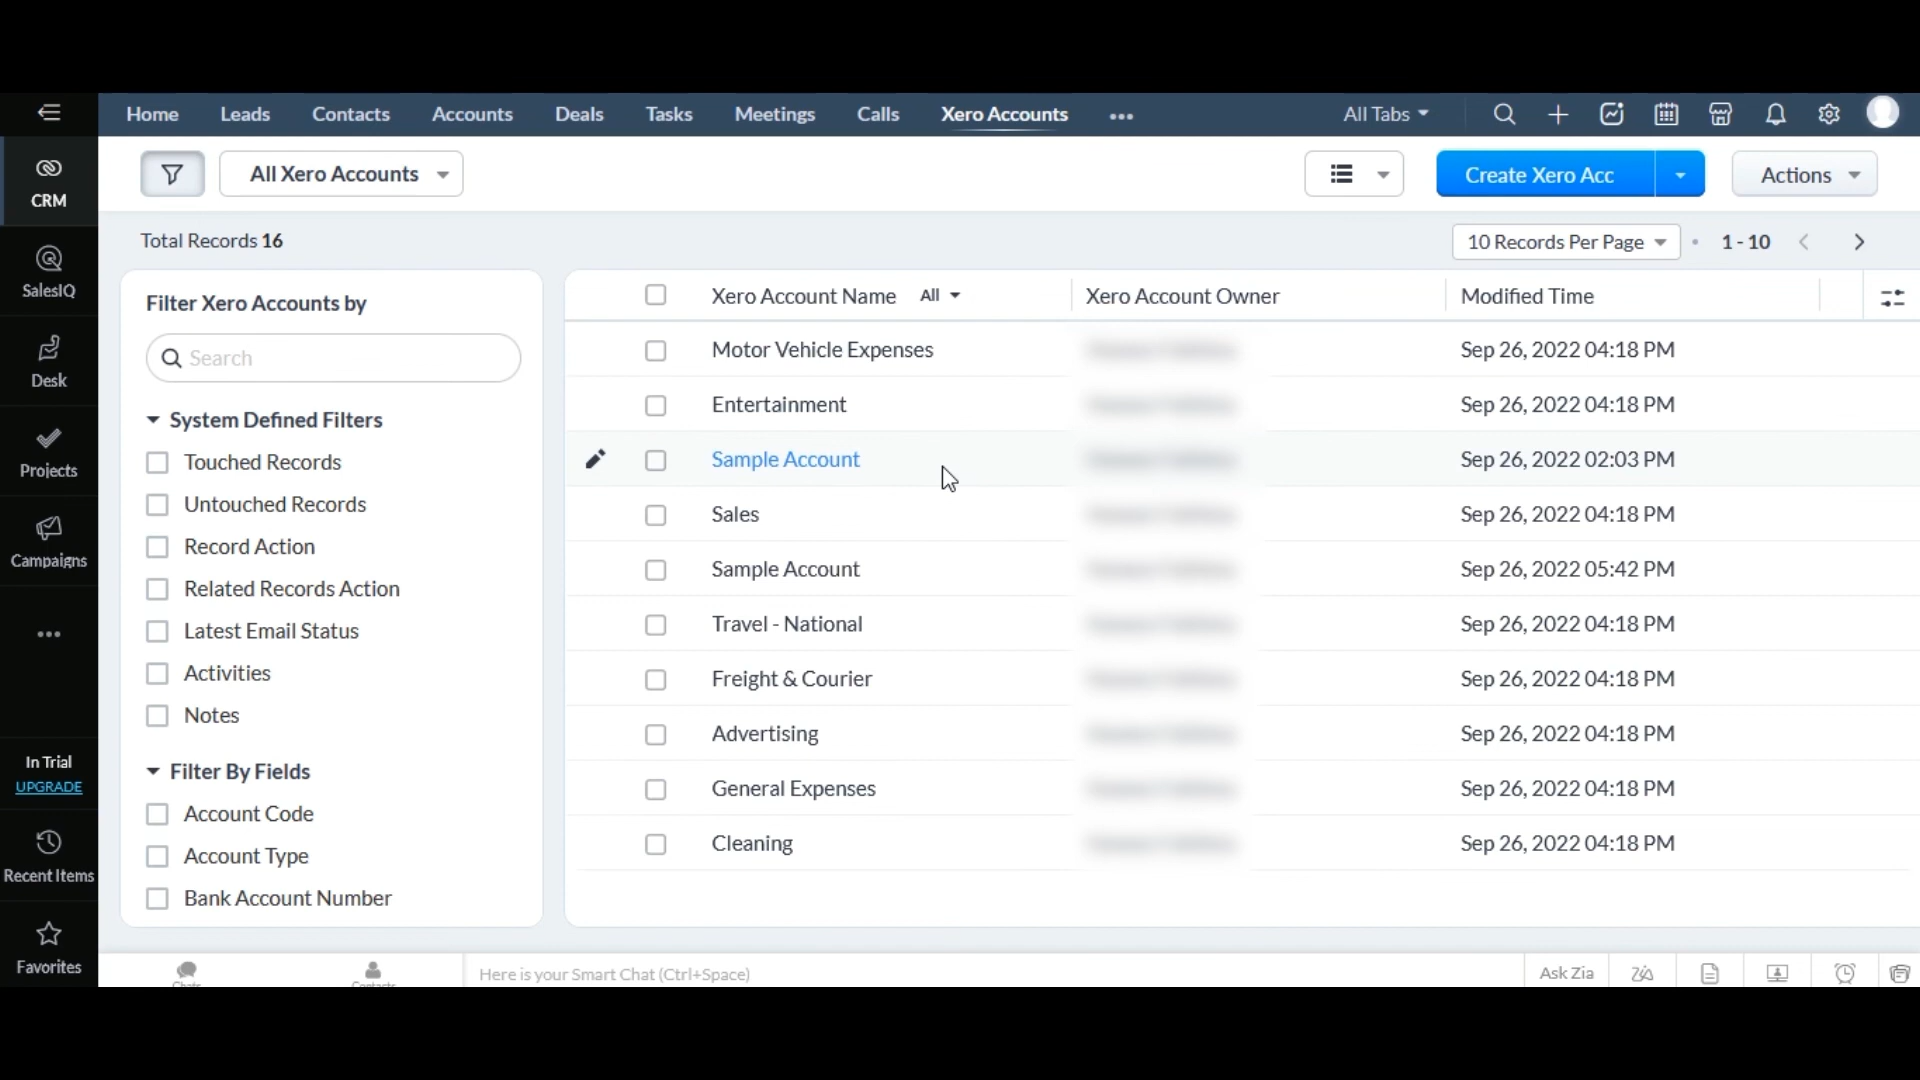 Home Leads Contacts Accounts Deals Tasks Meetings Calls Xero Accounts ••• All Tabs
CRM
SalesIQ
Desk
Projects
Campaigns
•••
In Trial
UPGRADE
Recent Items
Favorites
All Xero Accounts Create Xero Acc Actions
Total Records 16 10 Records Per Page • 1 - 10
Filter Xero Accounts by
Search
System Defined Filters
Touched Records
Untouched Records
Record Action
Related Records Action
Latest Email Status
Activities
Notes
Filter By Fields
Account Code
Account Type
Bank Account Number
Xero Account Name All Xero Account Owner Modified Time
Motor Vehicle Expenses Sep 26, 2022 04:18 PM
Entertainment Sep 26, 2022 04:18 PM
Sample Account Sep 26, 2022 02:03 PM
Sales Sep 26, 2022 04:18 PM
Sample Account Sep 26, 2022 05:42 PM
Travel - National Sep 26, 2022 04:18 PM
Freight & Courier Sep 26, 2022 04:18 PM
Advertising Sep 26, 2022 04:18 PM
General Expenses Sep 26, 2022 04:18 PM
Cleaning Sep 26, 2022 04:18 PM
Chats Contacts Here is your Smart Chat (Ctrl+Space) Ask Zia